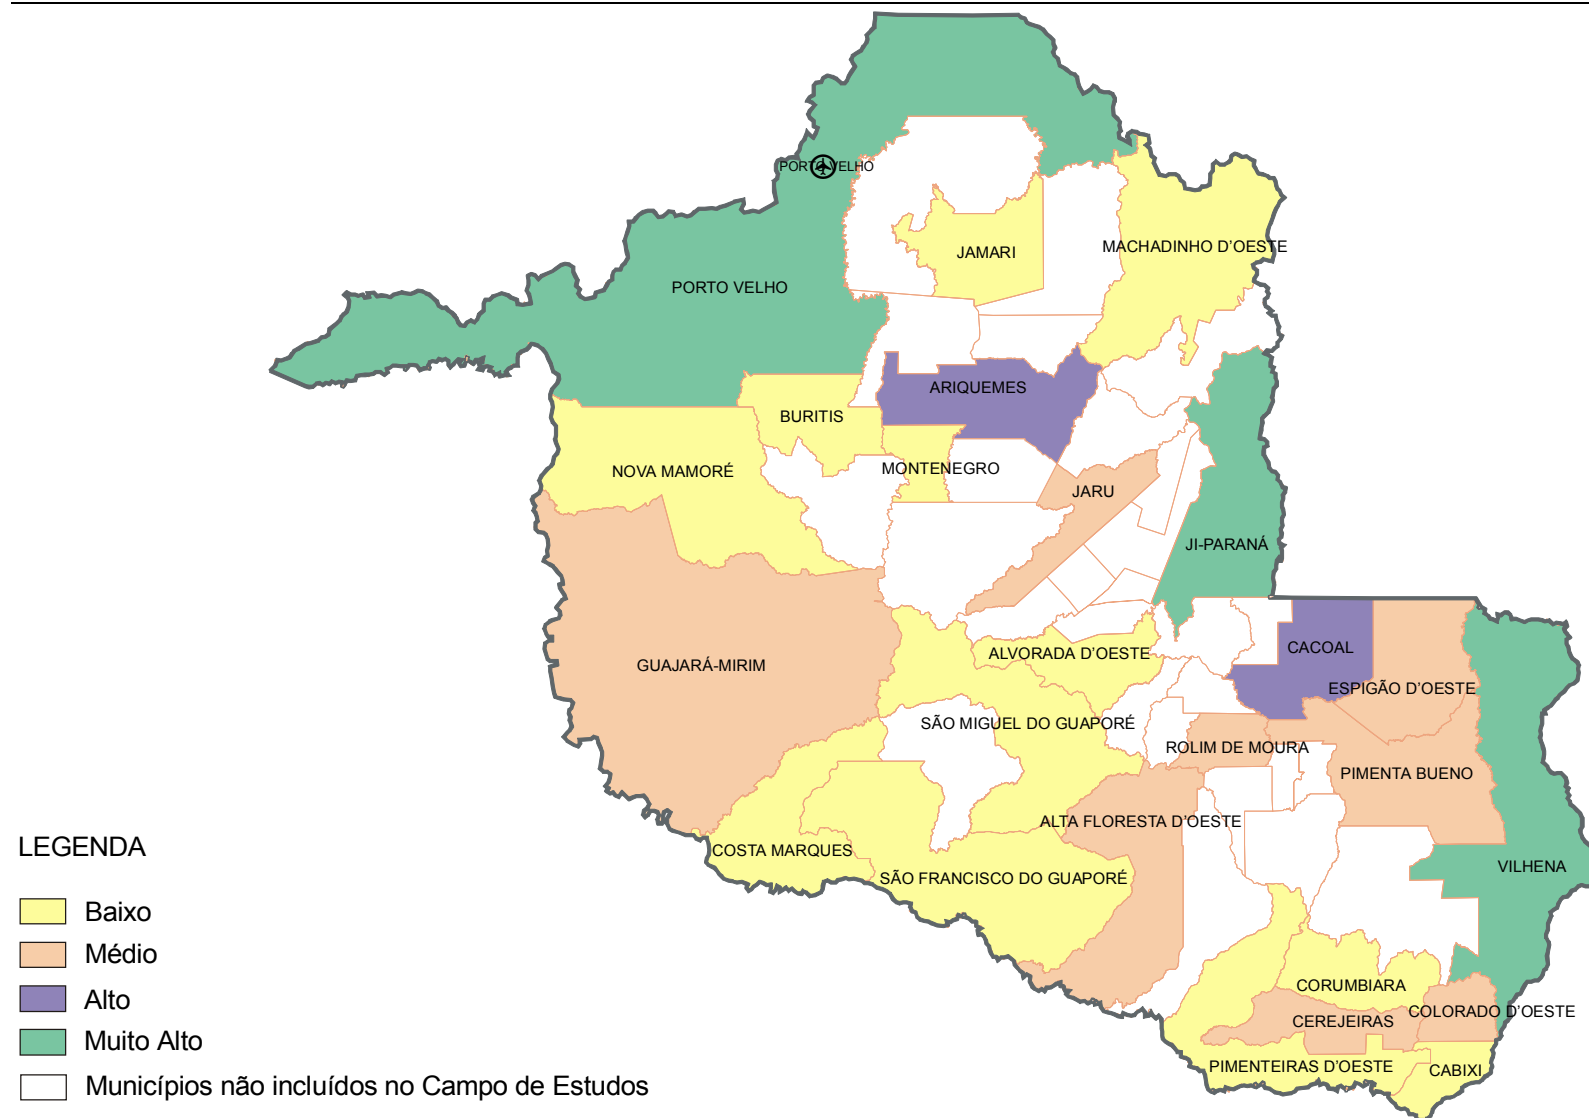 PORTO VELHO
MACHADINHO D'OESTE
JAMARI
PORTO VELHO
ARIQUEMES
BURITIS
MONTENEGRO
NOVA MAMORÉ
JARU
JI-PARANÁ
CACOAL
ALVORADA D'OESTE
GUAJARÁ-MIRIM
ESPIGÃO D'OESTE
SÃO MIGUEL DO GUAPORÉ
ROLIM DE MOURA
PIMENTA BUENO
ALTA FLORESTA D'OESTE
COSTA MARQUES
VILHENA
SÃO FRANCISCO DO GUAPORÉ
CORUMBIARA
COLORADO D'OESTE
CEREJEIRAS
PIMENTEIRAS D'OESTE
CABIXI
LEGENDA
Baixo
Médio
Alto
Muito Alto
Municípios não incluídos no Campo de Estudos